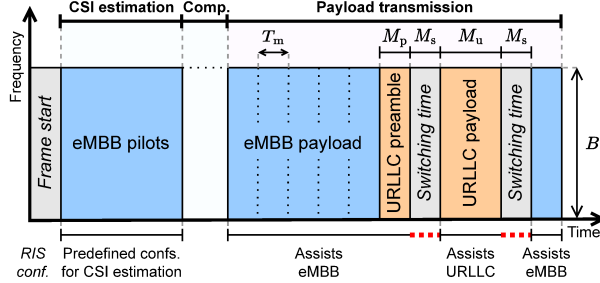 CSI estimation Comp. Payload transmission
Frequency
T_m M_p M_s M_u M_s
Frame start
eMBB pilots
eMBB payload
URLLC preamble
Switching time
URLLC payload
Switching time
B
Time
RIS conf.
Predefined confs.
for CSI estimation
Assists
eMBB
Assists
URLLC
Assists
eMBB